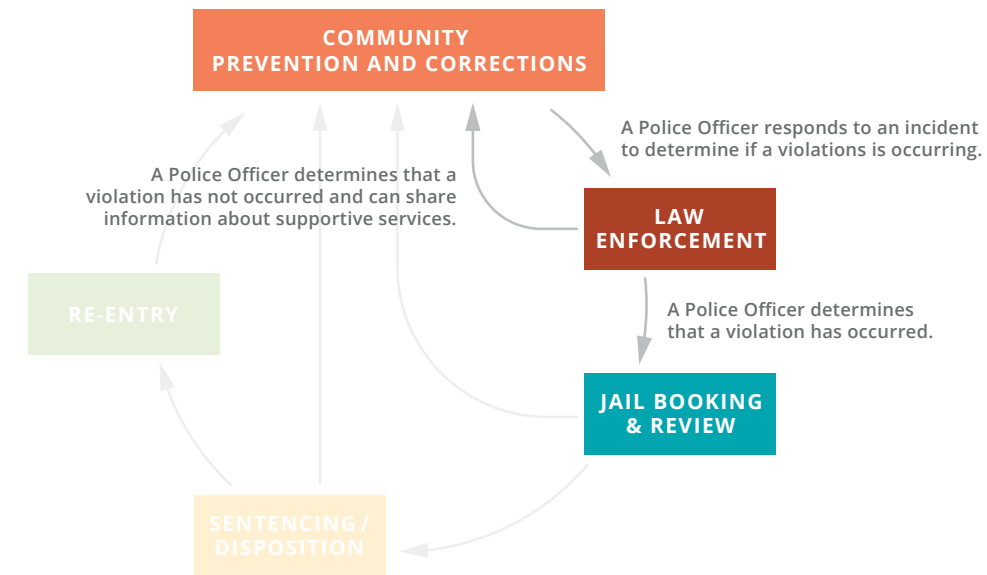 COMMUNITY
PREVENTION AND CORRECTIONS
A Police Officer responds to an incident
to determine if a violations is occurring.
A Police Officer determines that a
violation has not occurred and can share
information about supportive services.
LAW
ENFORCEMENT
RE-ENTRY
A Police Officer determines
that a violation has occurred.
JAIL BOOKING
& REVIEW
SENTENCING/
DISPOSITION